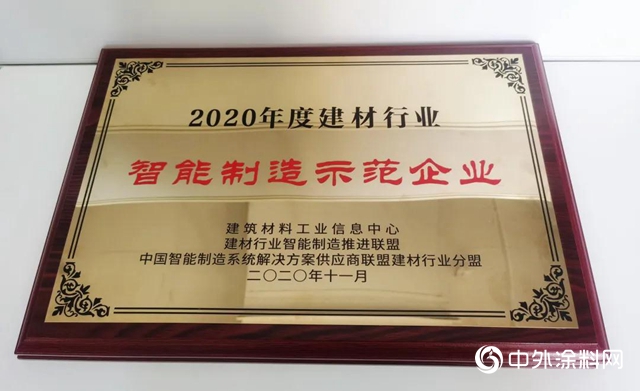 2020年度建材行业
智能制造示范企业
建筑材料工业信息中心
建材行业智能制造推进联盟
中国智能制造系统解决方案供应商联盟建材行业分盟
二〇二〇年十一月
中外涂料网